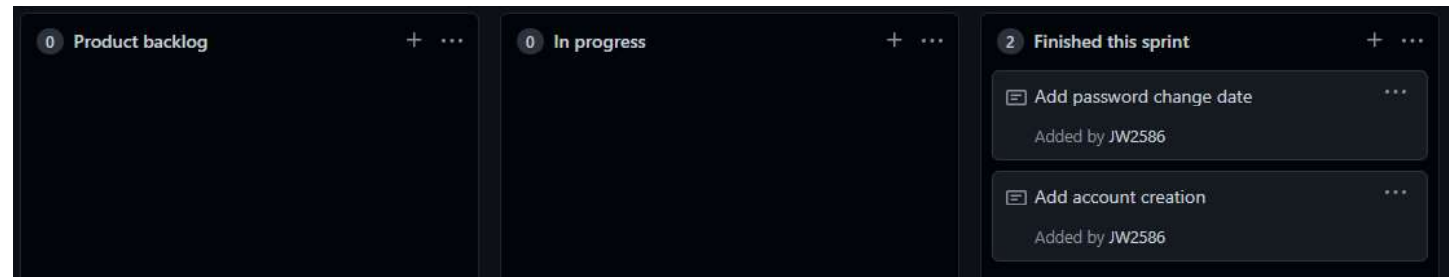 0 Product backlog
0 In progress
2 Finished this sprint
Add password change date
Added by JW2586
Add account creation
Added by JW2586